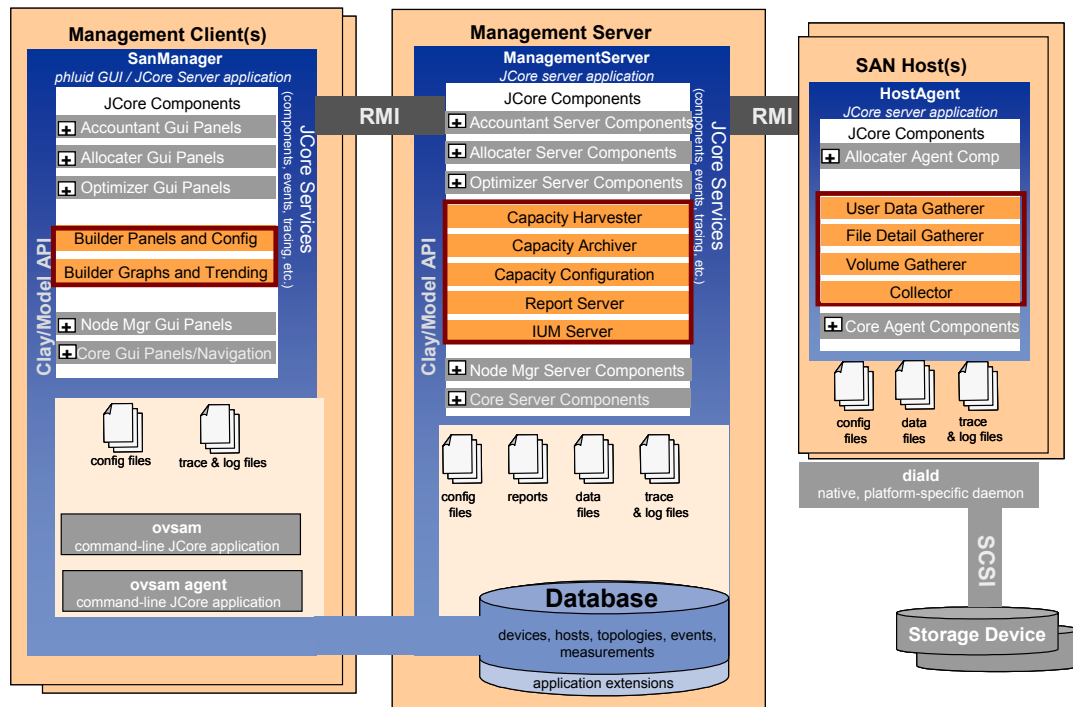 Management Client(s)
SanManager
phluid GUI / JCore Server application
JCore Components
Accountant Gui Panels
Allocater Gui Panels
Optimizer Gui Panels
Builder Panels and Config
Builder Graphs and Trending
Node Mgr Gui Panels
Core Gui Panels/Navigation
Clay/Model API
JCore Services
(components, events, tracing, etc.)
config files
trace & log files
ovsam
command-line JCore application
ovsam agent
command-line JCore application
RMI
Management Server
ManagementServer
JCore server application
JCore Components
Accountant Server Components
Allocater Server Components
Optimizer Server Components
Capacity Harvester
Capacity Archiver
Capacity Configuration
Report Server
IUM Server
Node Mgr Server Components
Core Server Components
Clay/Model API
JCore Services
(components, events, tracing, etc.)
config
files
reports
data
files
trace
& log files
Database
devices, hosts, topologies, events,
measurements
application extensions
RMI
SAN Host(s)
HostAgent
JCore server application
JCore Components
Allocater Agent Comp
User Data Gatherer
File Detail Gatherer
Volume Gatherer
Collector
Core Agent Components
config
files
data
files
trace
& log files
diald
native, platform-specific daemon
SCSI
Storage Device